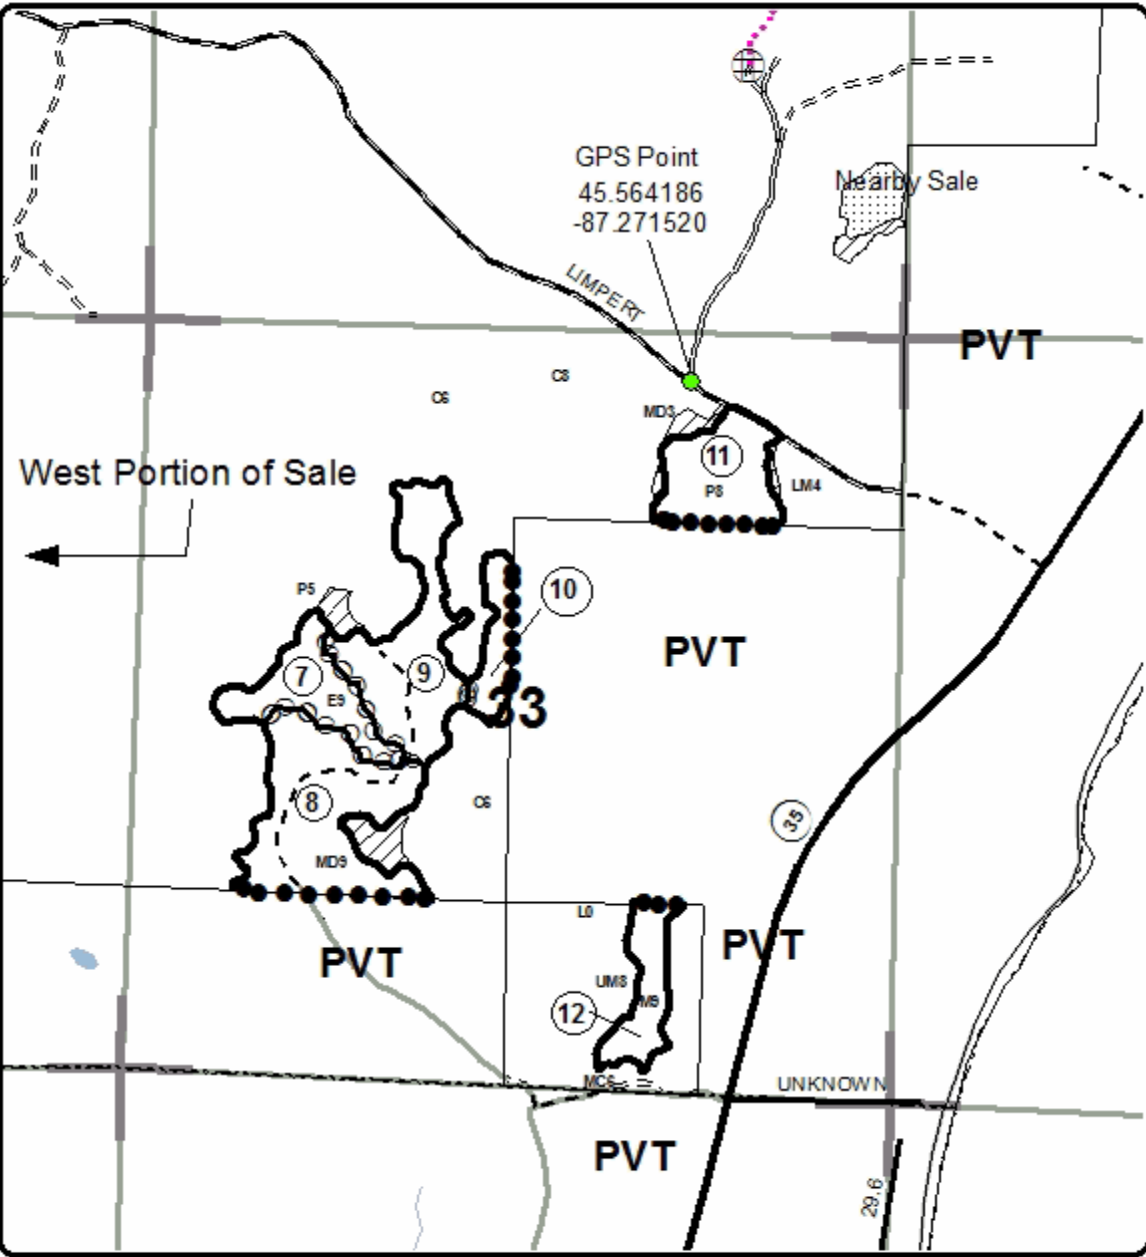 GPS Point
45.564186
-87.271520
Nearby Sale
LIMPERT
PVT
C8
C6
MD3
11
P8
LM4
West Portion of Sale
P5
10
PVT
9
7
E9
33
C6
8
35
MD9
L0
PVT
PVT
UM8
M9
12
MC6
UNKNOWN
PVT
29.6